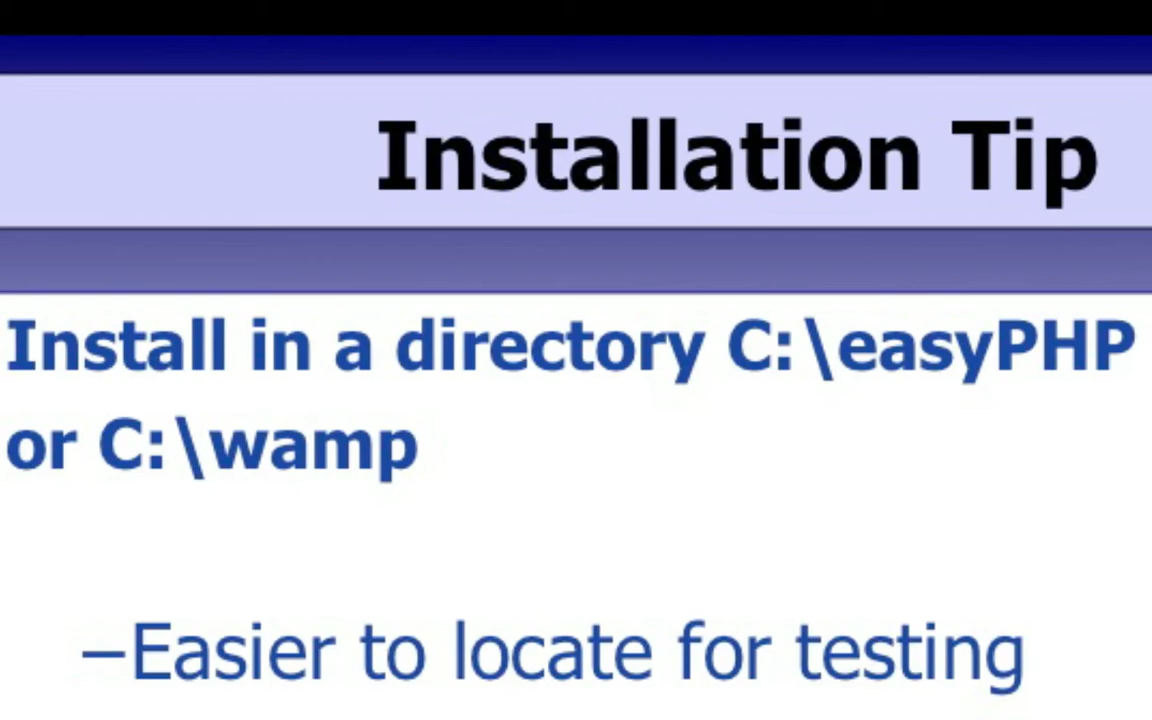 Installation Tip
Install in a directory C:\easyPHP
or C:\wamp
–Easier to locate for testing